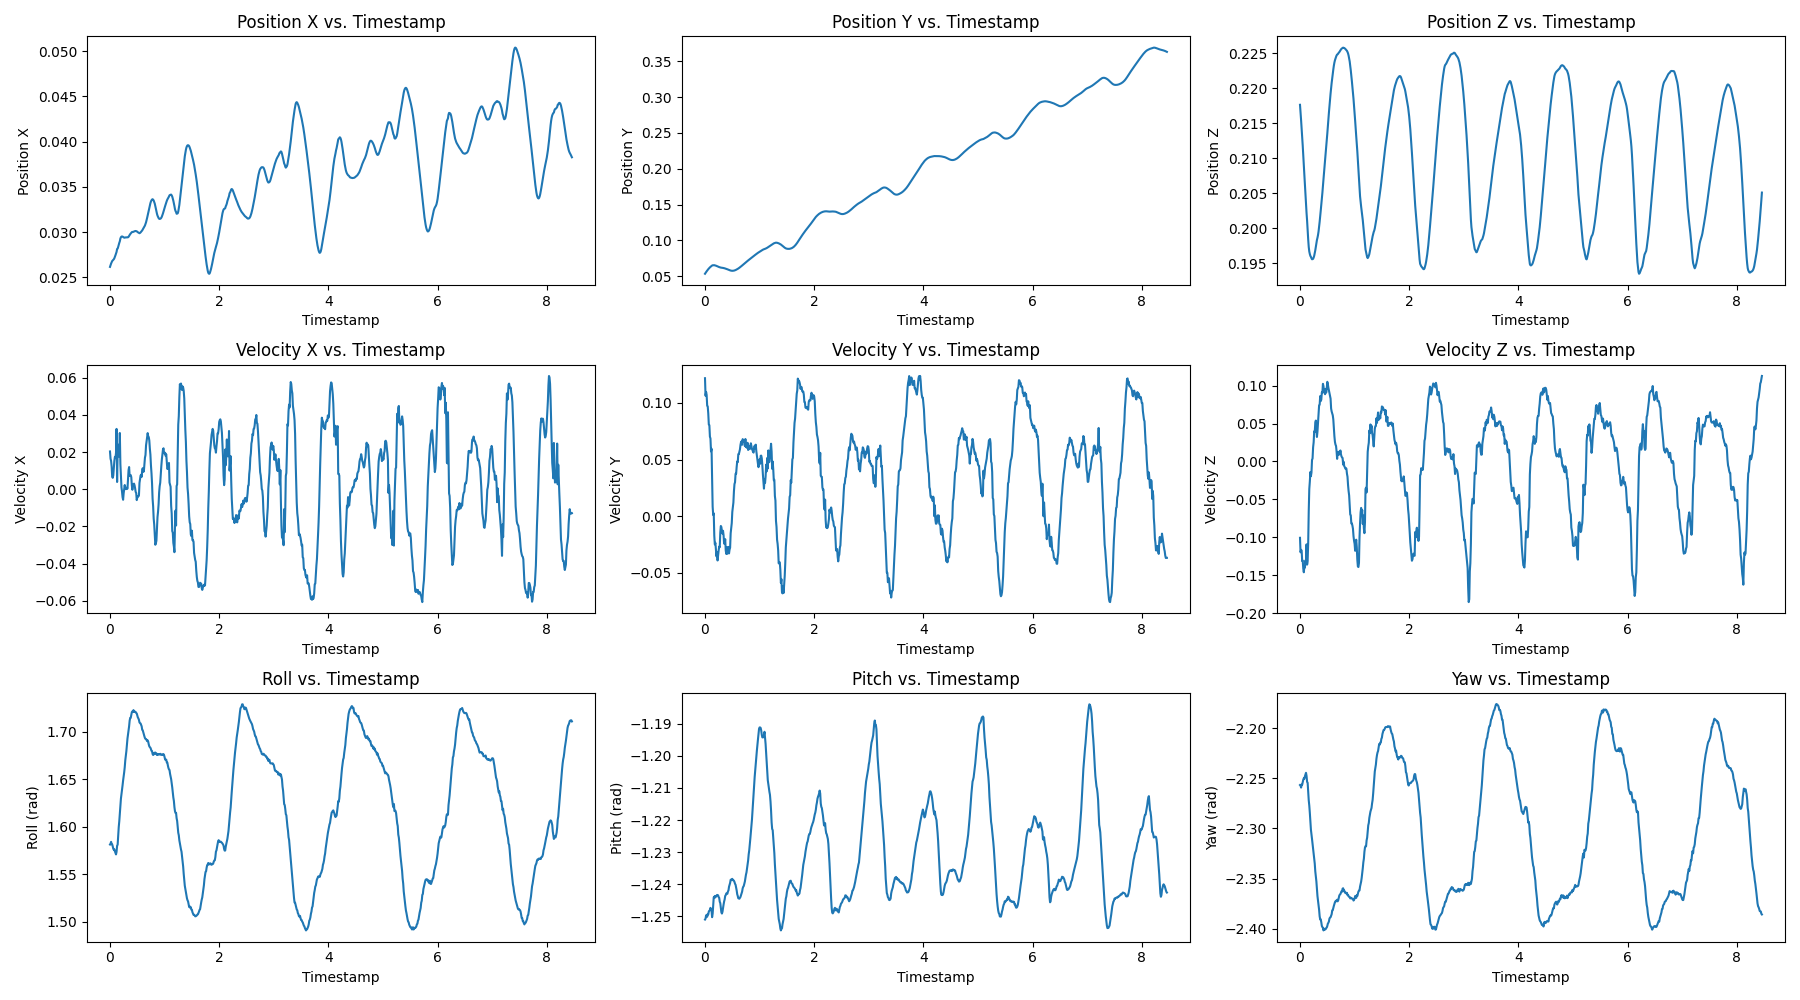 Position X vs. Timestamp
Position X
0.050
0.045
0.040
0.035
0.030
0.025
0 2 4 6 8
Timestamp
Position Y vs. Timestamp
Position Y
0.35
0.30
0.25
0.20
0.15
0.10
0.05
0 2 4 6 8
Timestamp
Position Z vs. Timestamp
Position Z
0.225
0.220
0.215
0.210
0.205
0.200
0.195
0 2 4 6 8
Timestamp
Velocity X vs. Timestamp
Velocity X
0.06
0.04
0.02
0.00
−0.02
−0.04
−0.06
0 2 4 6 8
Timestamp
Velocity Y vs. Timestamp
Velocity Y
0.10
0.05
0.00
−0.05
0 2 4 6 8
Timestamp
Velocity Z vs. Timestamp
Velocity Z
0.10
0.05
0.00
−0.05
−0.10
−0.15
−0.20
0 2 4 6 8
Timestamp
Roll vs. Timestamp
Roll (rad)
1.70
1.65
1.60
1.55
1.50
0 2 4 6 8
Timestamp
Pitch vs. Timestamp
Pitch (rad)
−1.19
−1.20
−1.21
−1.22
−1.23
−1.24
−1.25
0 2 4 6 8
Timestamp
Yaw vs. Timestamp
Yaw (rad)
−2.20
−2.25
−2.30
−2.35
−2.40
0 2 4 6 8
Timestamp